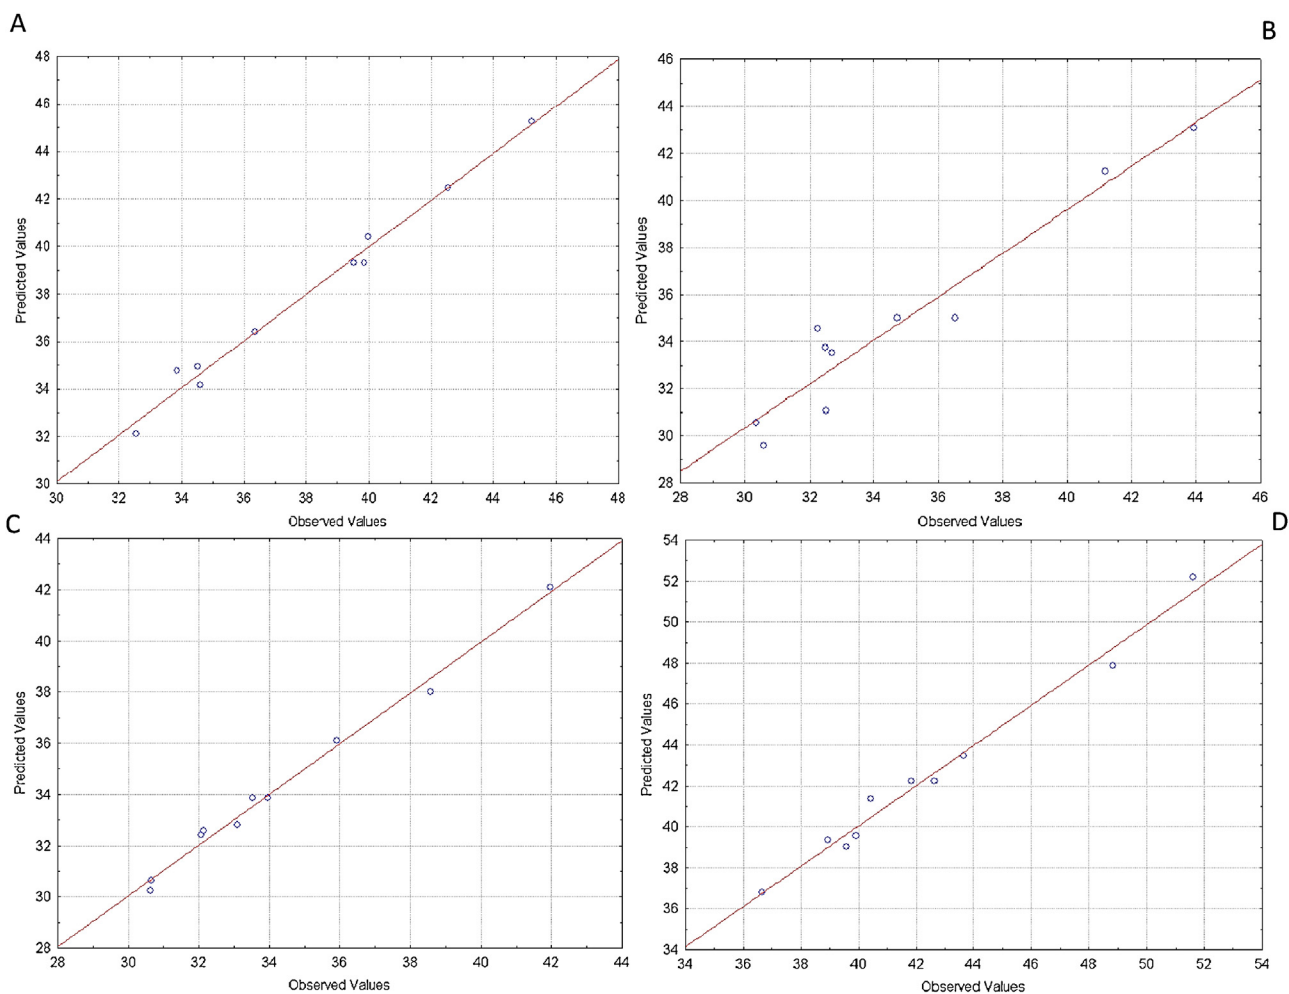 A
48
46
44
42
40
38
36
34
32
30
Predicted Values
30 32 34 36 38 40 42 44 46 48
Observed Values
B
46
44
42
40
38
36
34
32
30
28
Predicted Values
28 30 32 34 36 38 40 42 44 46
Observed Values
C
44
42
40
38
36
34
32
30
28
Predicted Values
28 30 32 34 36 38 40 42 44
Observed Values
D
54
52
50
48
46
44
42
40
38
36
34
Predicted Values
34 36 38 40 42 44 46 48 50 52 54
Observed Values